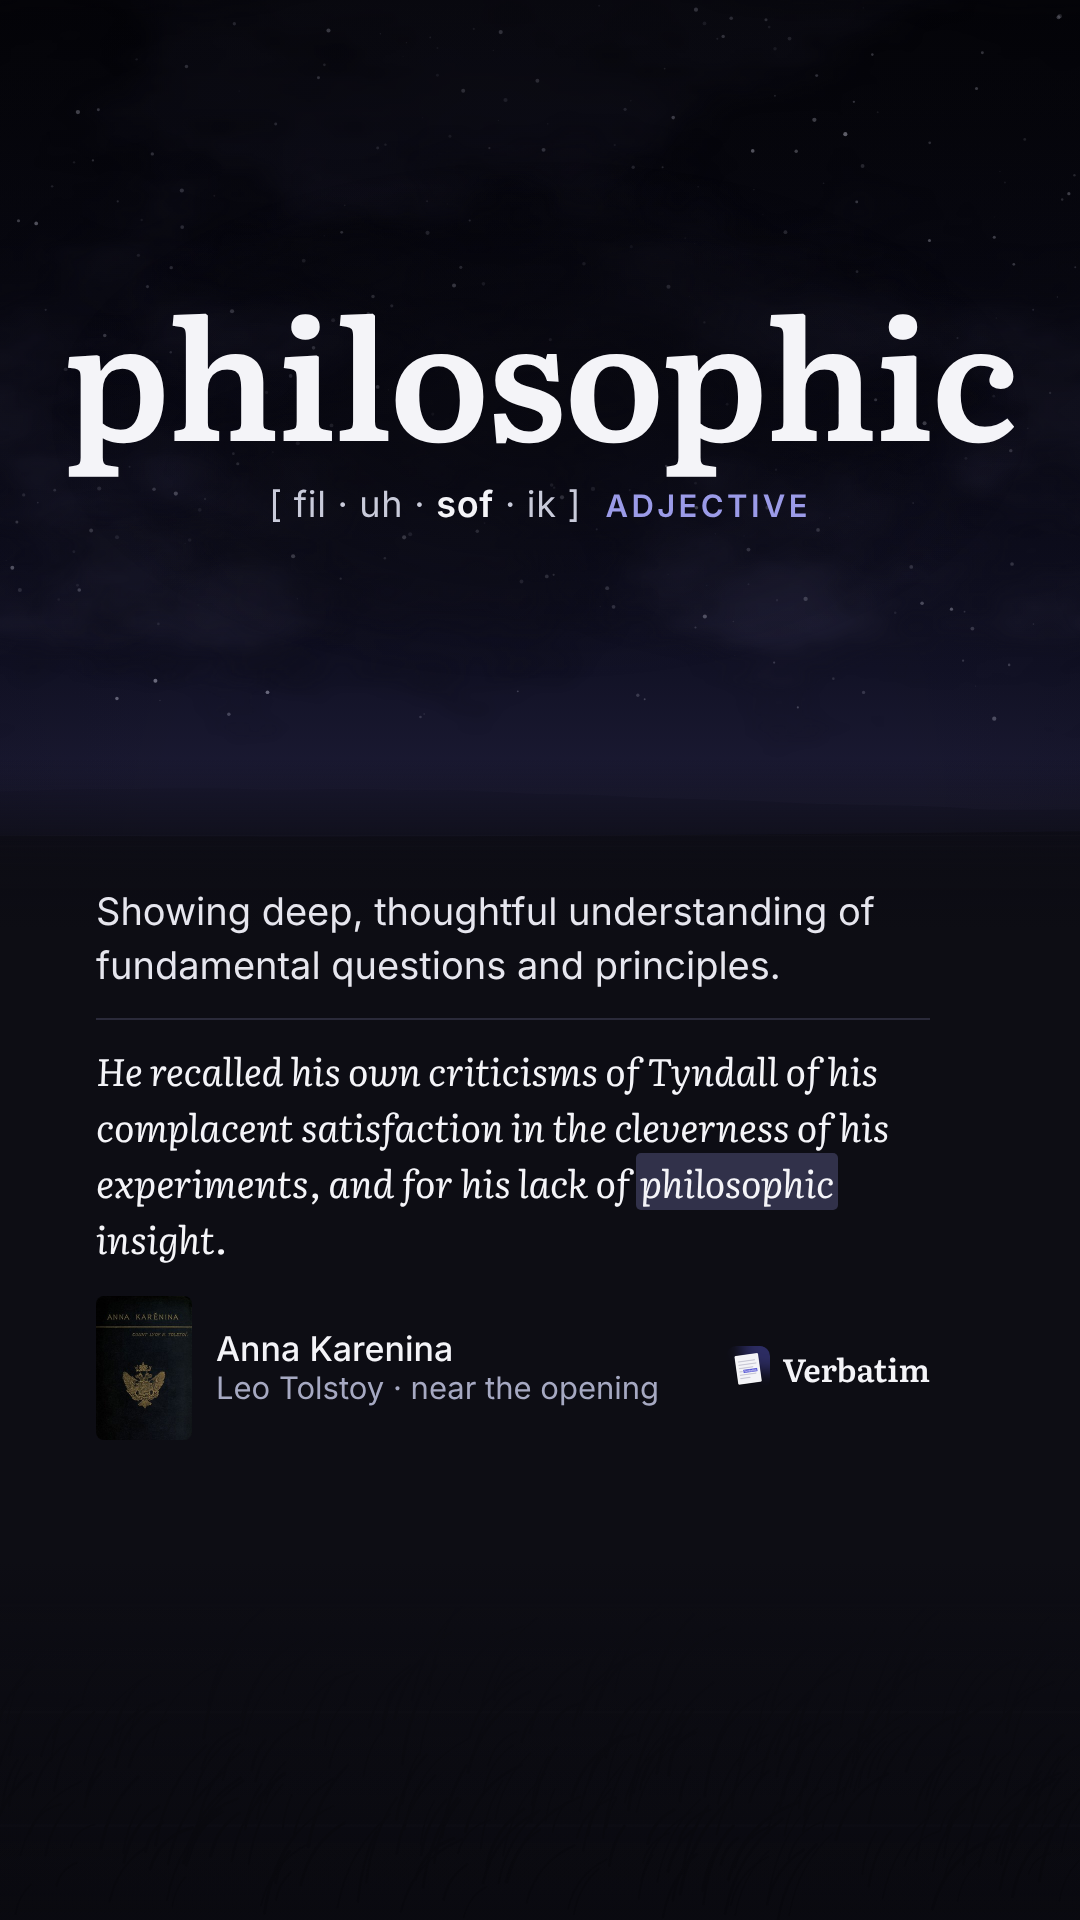 philosophic
[ fil · uh · sof · ik ] ADJECTIVE
Showing deep, thoughtful understanding of
fundamental questions and principles.
He recalled his own criticisms of Tyndall of his
complacent satisfaction in the cleverness of his
experiments, and for his lack of philosophic
insight.
ANNA KARÉNINA
Anna Karenina
Leo Tolstoy · near the opening
Verbatim